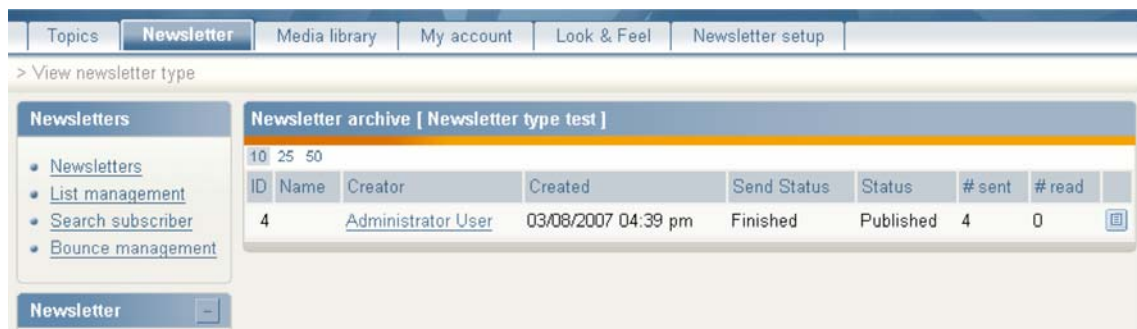 Topics Newsletter Media library My account Look & Feel Newsletter setup
> View newsletter type
Newsletters
Newsletters
List management
Search subscriber
Bounce management
Newsletter
Newsletter archive [ Newsletter type test ]
10 25 50
ID Name Creator Created Send Status Status # sent # read
4 Administrator User 03/08/2007 04:39 pm Finished Published 4 0